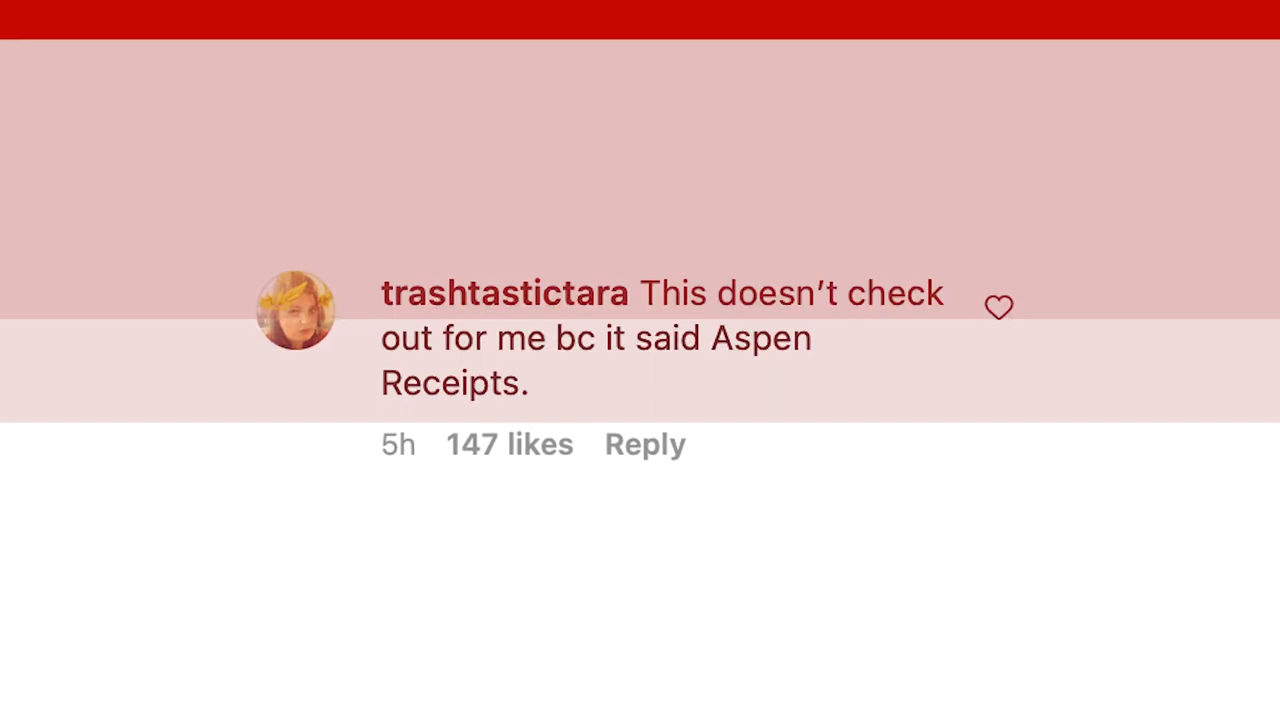 trashtastictara This doesn’t check
out for me bc it said Aspen
Receipts.
5h 147 likes Reply